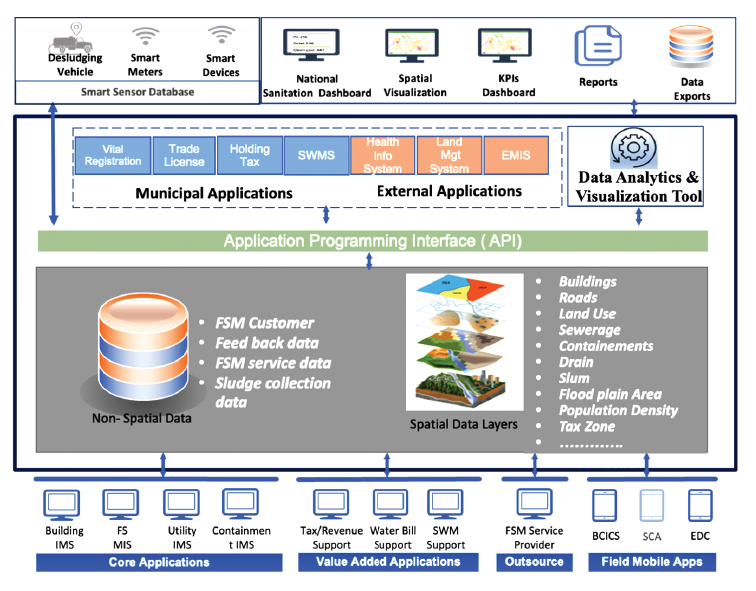 Desludging
Vehicle
Smart
Meters
Smart
Devices
Smart Sensor Database
National
Sanitation Dashboard
Spatial
Visualization
KPIs
Dashboard
Reports
Data
Exports
Vital
Registration
Trade
License
Holding
Tax
SWMS
Health
Info
System
Land
Mgt
System
EMIS
Municipal Applications
External Applications
Data Analytics &
Visualization Tool
Application Programming Interface ( API)
Non- Spatial Data
• FSM Customer
• Feed back data
• FSM service data
• Sludge collection
data
Spatial Data Layers
• Buildings
• Roads
• Land Use
• Sewerage
• Containements
• Drain
• Slum
• Flood plain Area
• Population Density
• Tax Zone
• ………….
Building
IMS
FS
MIS
Utility
IMS
Containmen
t IMS
Core Applications
Tax/Revenue
Support
Water Bill
Support
SWM
Support
Value Added Applications
FSM Service
Provider
Outsource
BCICS
SCA
EDC
Field Mobile Apps